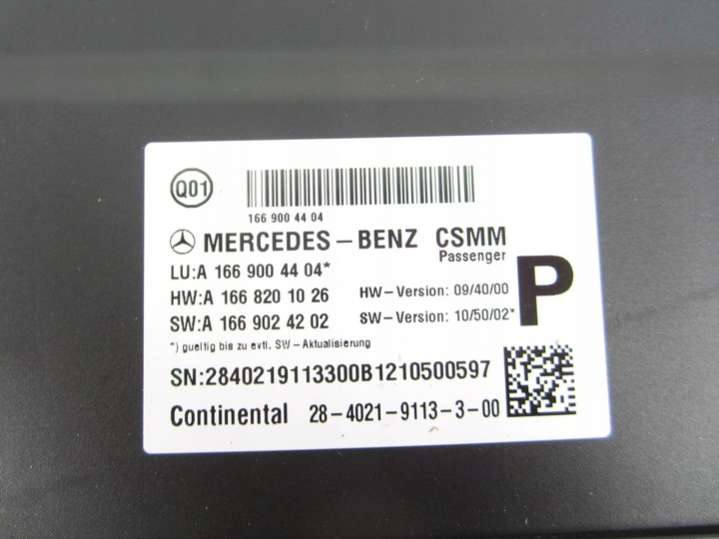 Q01
166 900 44 04
MERCEDES-BENZ CSMM
Passenger
LU:A 166 900 44 04*
HW:A 166 820 10 26 HW-Version: 09/40/00
SW:A 166 902 42 02 SW-Version: 10/50/02*
P
*) gueltig bis zu evtl. SW-Aktualisierung
SN:2840219113300B1210500597
Continental 28-4021-9113-3-00